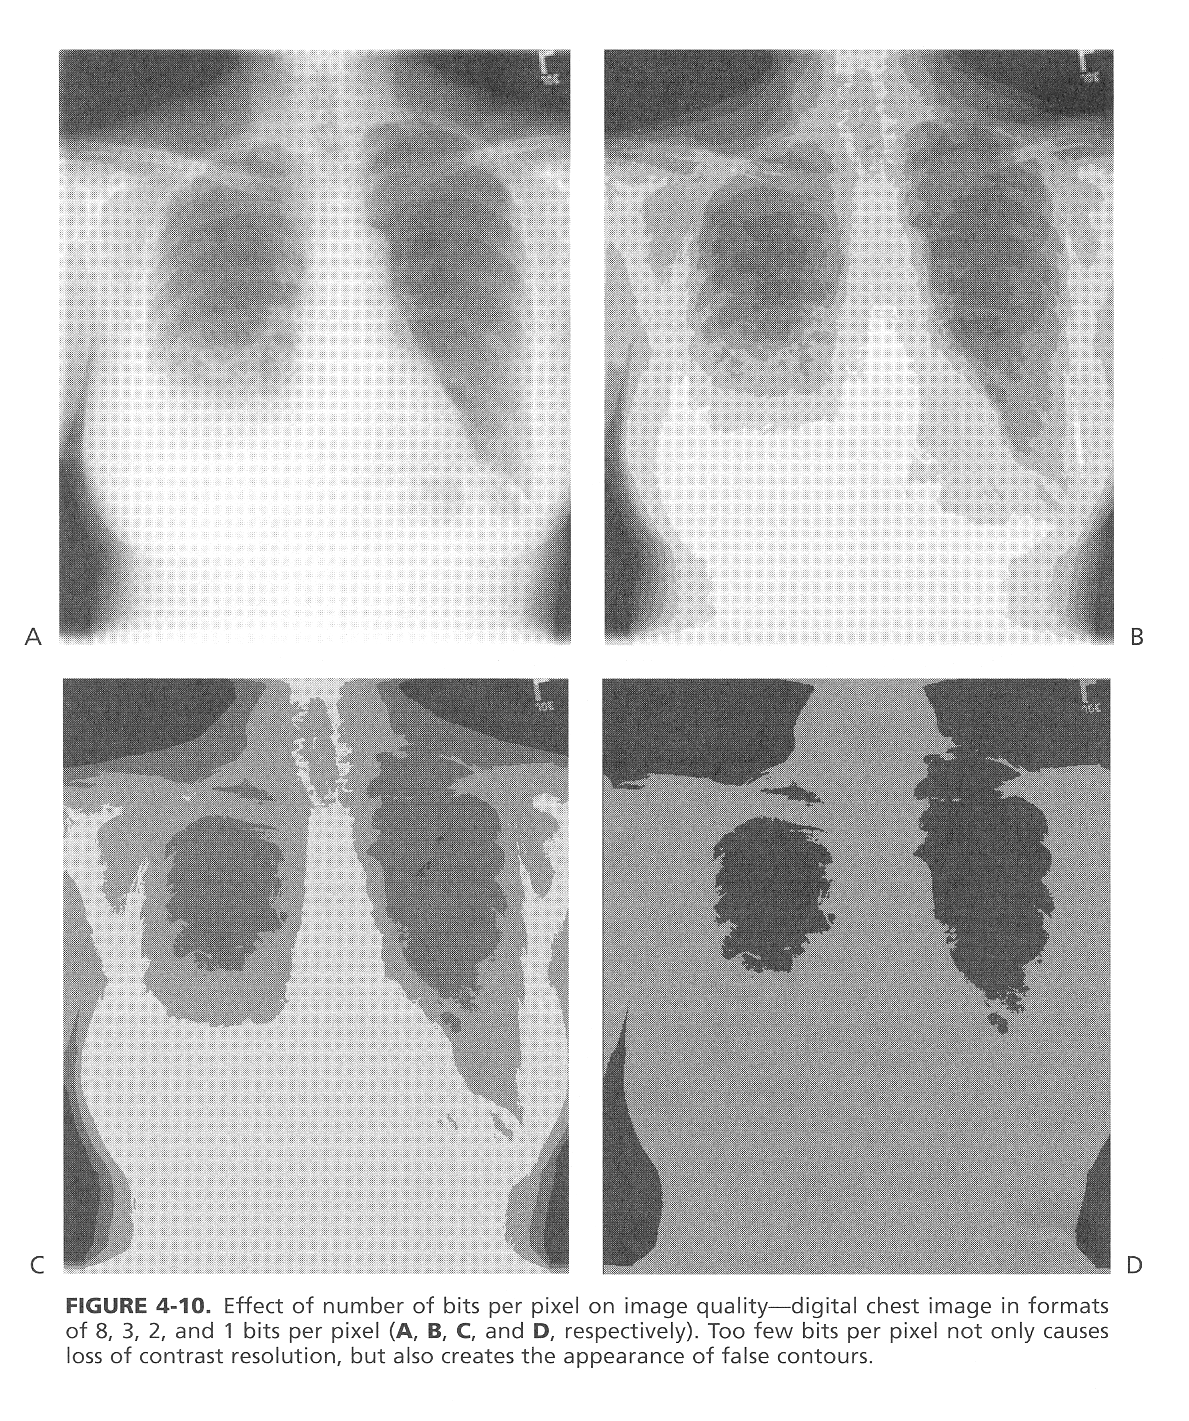 A
B
C
D
FIGURE 4-10. Effect of number of bits per pixel on image quality—digital chest image in formats
of 8, 3, 2, and 1 bits per pixel (A, B, C, and D, respectively). Too few bits per pixel not only causes
loss of contrast resolution, but also creates the appearance of false contours.